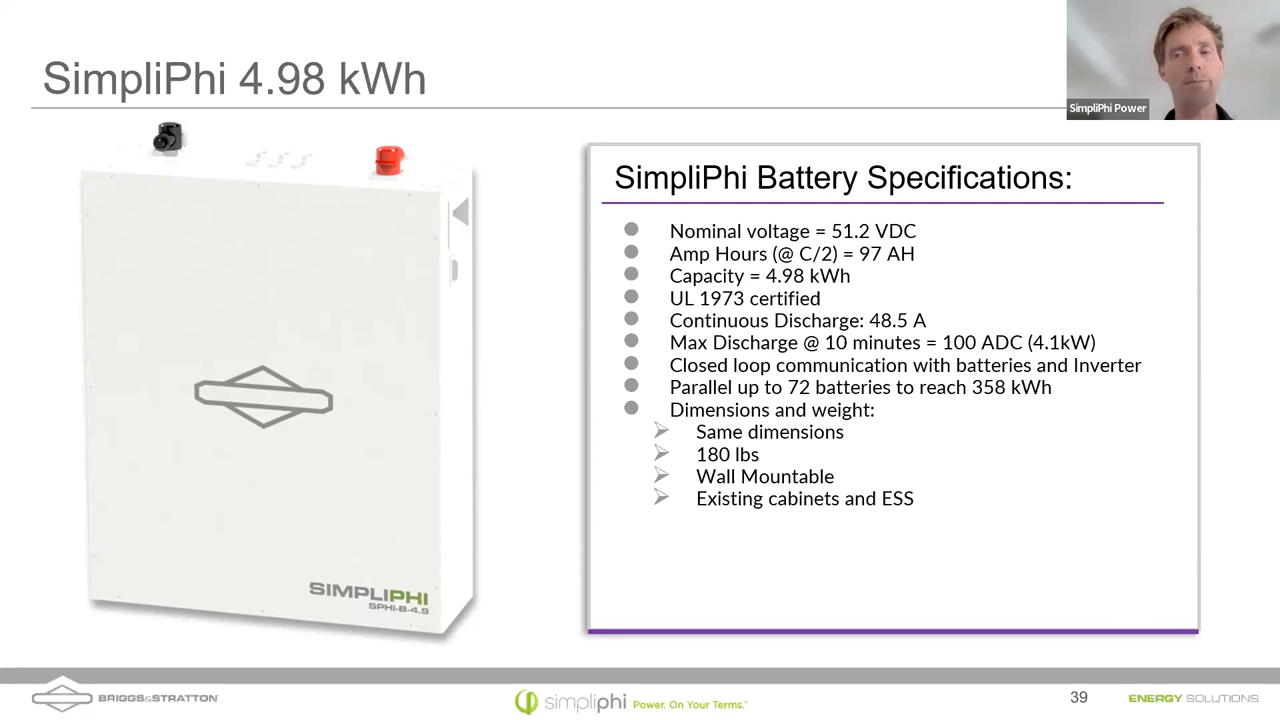 SimpliPhi 4.98 kWh
SimpliPhi Power
SIMPLIPHI
SPHI-B-4.9
SimpliPhi Battery Specifications:
Nominal voltage = 51.2 VDC
Amp Hours (@ C/2) = 97 AH
Capacity = 4.98 kWh
UL 1973 certified
Continuous Discharge: 48.5 A
Max Discharge @ 10 minutes = 100 ADC (4.1kW)
Closed loop communication with batteries and Inverter
Parallel up to 72 batteries to reach 358 kWh
Dimensions and weight:
Same dimensions
180 lbs
Wall Mountable
Existing cabinets and ESS
BRIGGS&STRATTON
simpliphi Power. On Your Terms.™
39
ENERGY SOLUTIONS